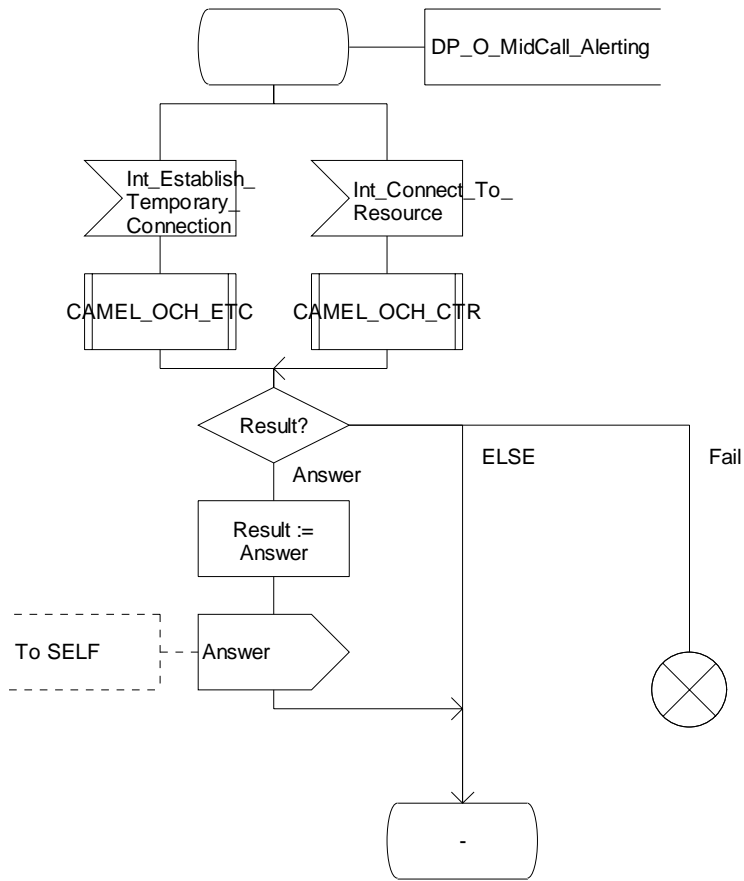 DP_O_MidCall_Alerting
Int_Establish_
Temporary_
Connection
Int_Connect_To_
Resource
CAMEL_OCH_ETC
CAMEL_OCH_CTR
Result?
ELSE
Fail
Answer
Result :=
Answer
To SELF
Answer
-